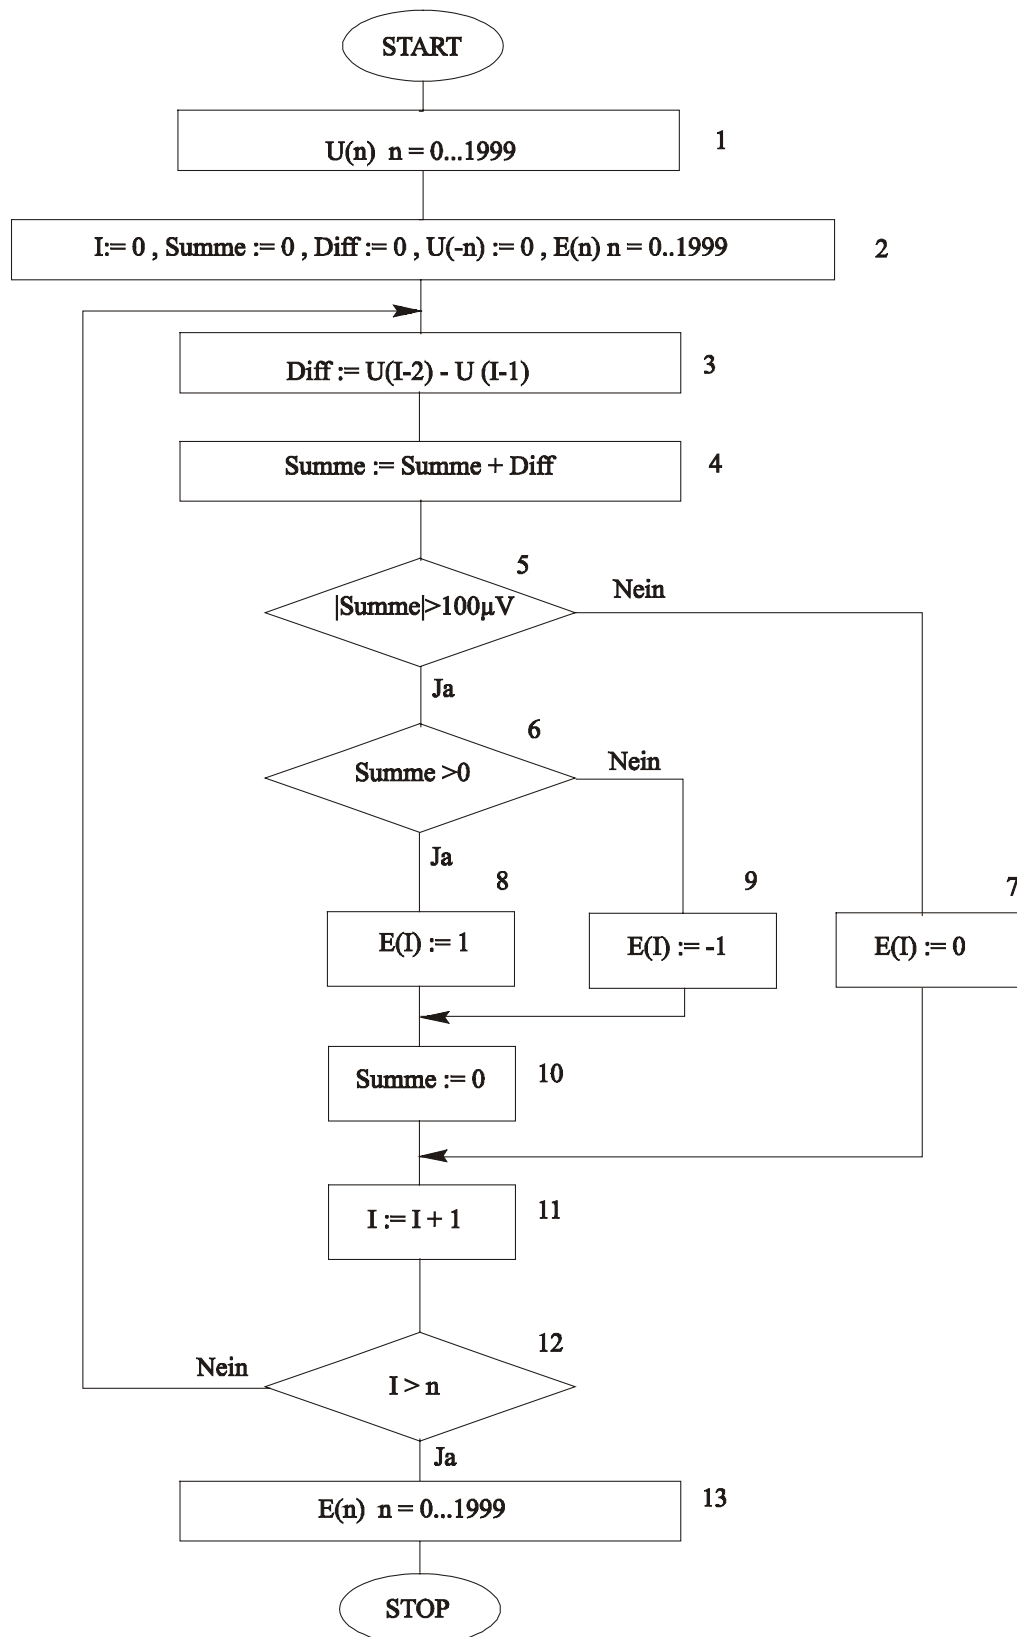 START
U(n) n = 0...1999
1
I:= 0 , Summe := 0 , Diff := 0 , U(-n) := 0 , E(n) n = 0..1999
2
Diff := U(I-2) - U (I-1)
3
Summe := Summe + Diff
4
5
|Summe|>100µV
Nein
Ja
6
Summe >0
Nein
Ja
8
9
7
E(I) := 1
E(I) := -1
E(I) := 0
Summe := 0
10
I := I + 1
11
12
Nein
I > n
Ja
E(n) n = 0...1999
13
STOP